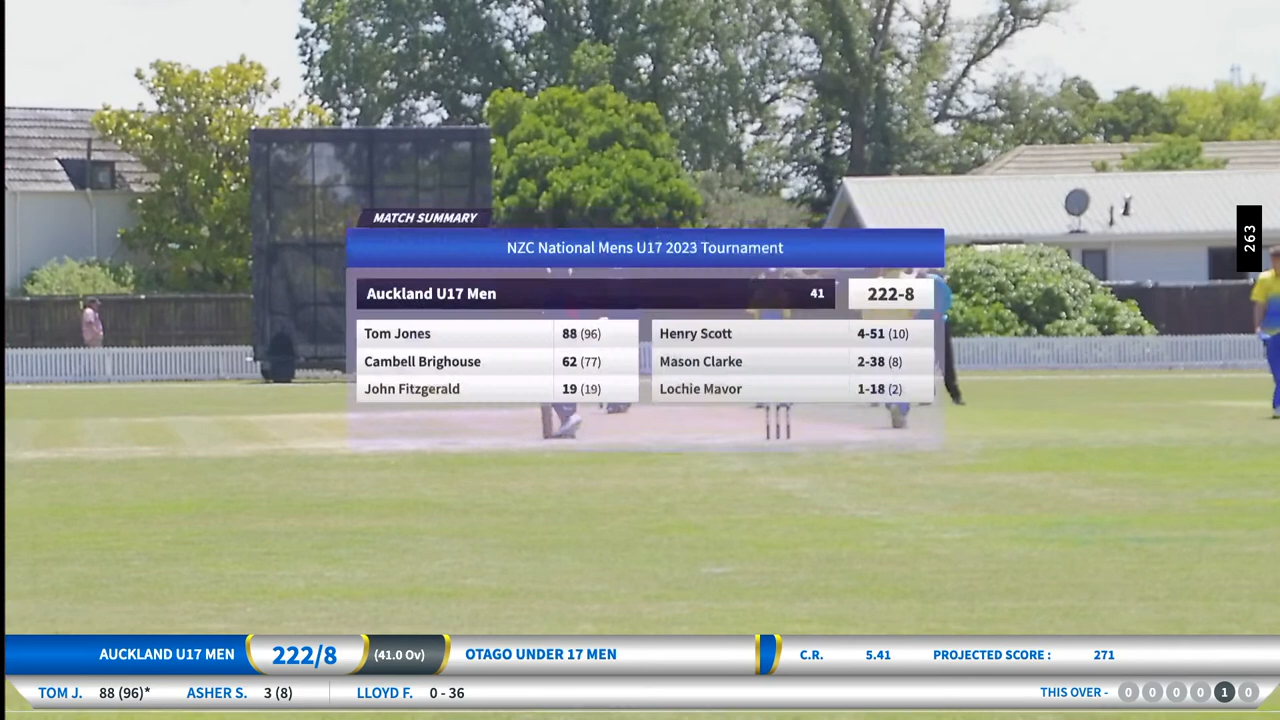 MATCH SUMMARY
NZC National Mens U17 2023 Tournament
263
Auckland U17 Men 41 222-8
Tom Jones 88 (96) Henry Scott 4-51 (10)
Cambell Brighouse 62 (77) Mason Clarke 2-38 (8)
John Fitzgerald 19 (19) Lochie Mavor 1-18 (2)
AUCKLAND U17 MEN 222/8 (41.0 Ov) OTAGO UNDER 17 MEN C.R. 5.41 PROJECTED SCORE : 271
TOM J. 88 (96)* ASHER S. 3 (8) LLOYD F. 0 - 36 THIS OVER - 0 0 0 0 1 0